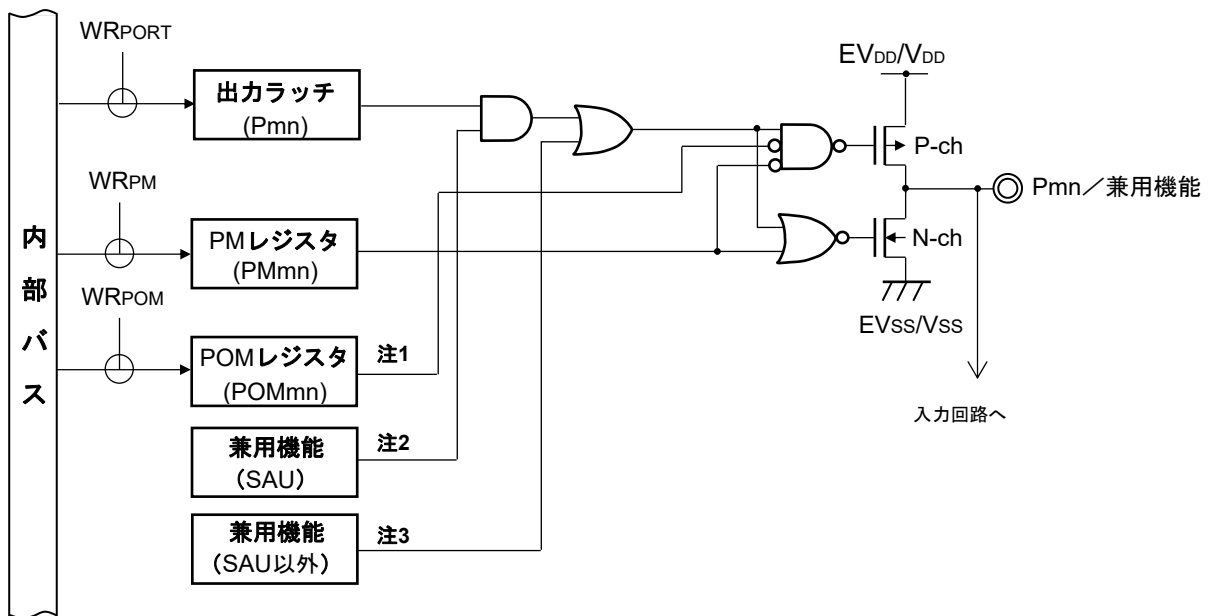 WRPORT
出力ラッチ
(Pmn)
EVDD/VDD
P-ch
Pmn／兼用機能
WRPM
PMレジスタ
(PMmn)
N-ch
EVSS/VSS
内部バス
WRPOM
POMレジスタ
(POMmn)
注1
入力回路へ
兼用機能
（SAU）
注2
兼用機能
（SAU以外）
注3